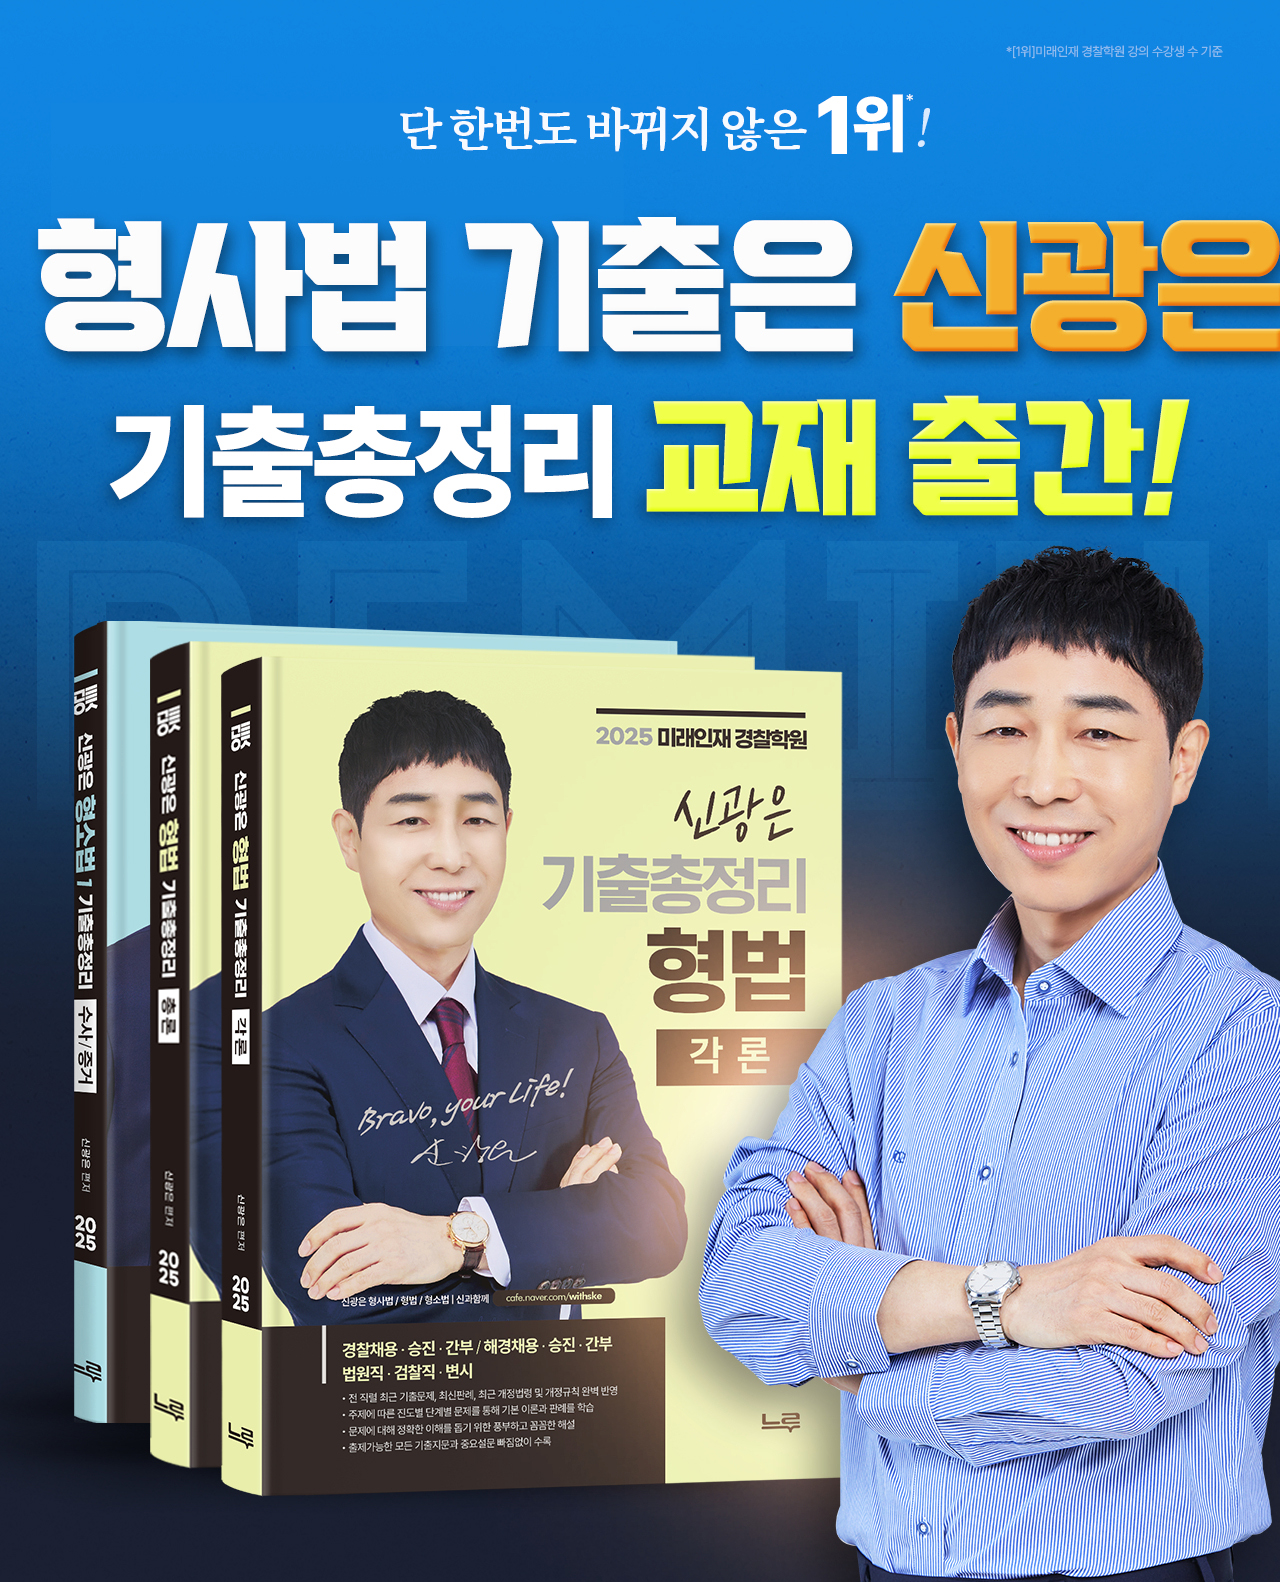 *[1위]미래인재 경찰학원 강의 수강생 수 기준
단 한번도 바뀌지 않은 1위*!
형사법 기출은 신광은
기출총정리 교재 출간!
신광은 형소법 1 기출총정리 수사/증거
신광은 편저
2025
신광은 형법 기출총정리 총론
신광은 편저
2025
신광은 형법 기출총정리 각론
신광은 편저
2025
2025 미래인재 경찰학원
신광은
기출총정리
형법
각론
Bravo, your Life!
신광은 형사법 / 형법 / 형소법 | 신과함께
cafe.naver.com/withske
경찰채용 · 승진 · 간부 / 해경채용 · 승진 · 간부
법원직 · 검찰직 · 변시
• 전 직렬 최근 기출문제, 최신판례, 최근 개정법령 및 개정규칙 완벽 반영
• 주제에 따른 진도별 단계별 문제를 통해 기본 이론과 판례를 학습
• 문제에 대해 정확한 이해를 돕기 위한 풍부하고 꼼꼼한 해설
• 출제가능한 모든 기출지문과 중요설문 빠짐없이 수록
느루